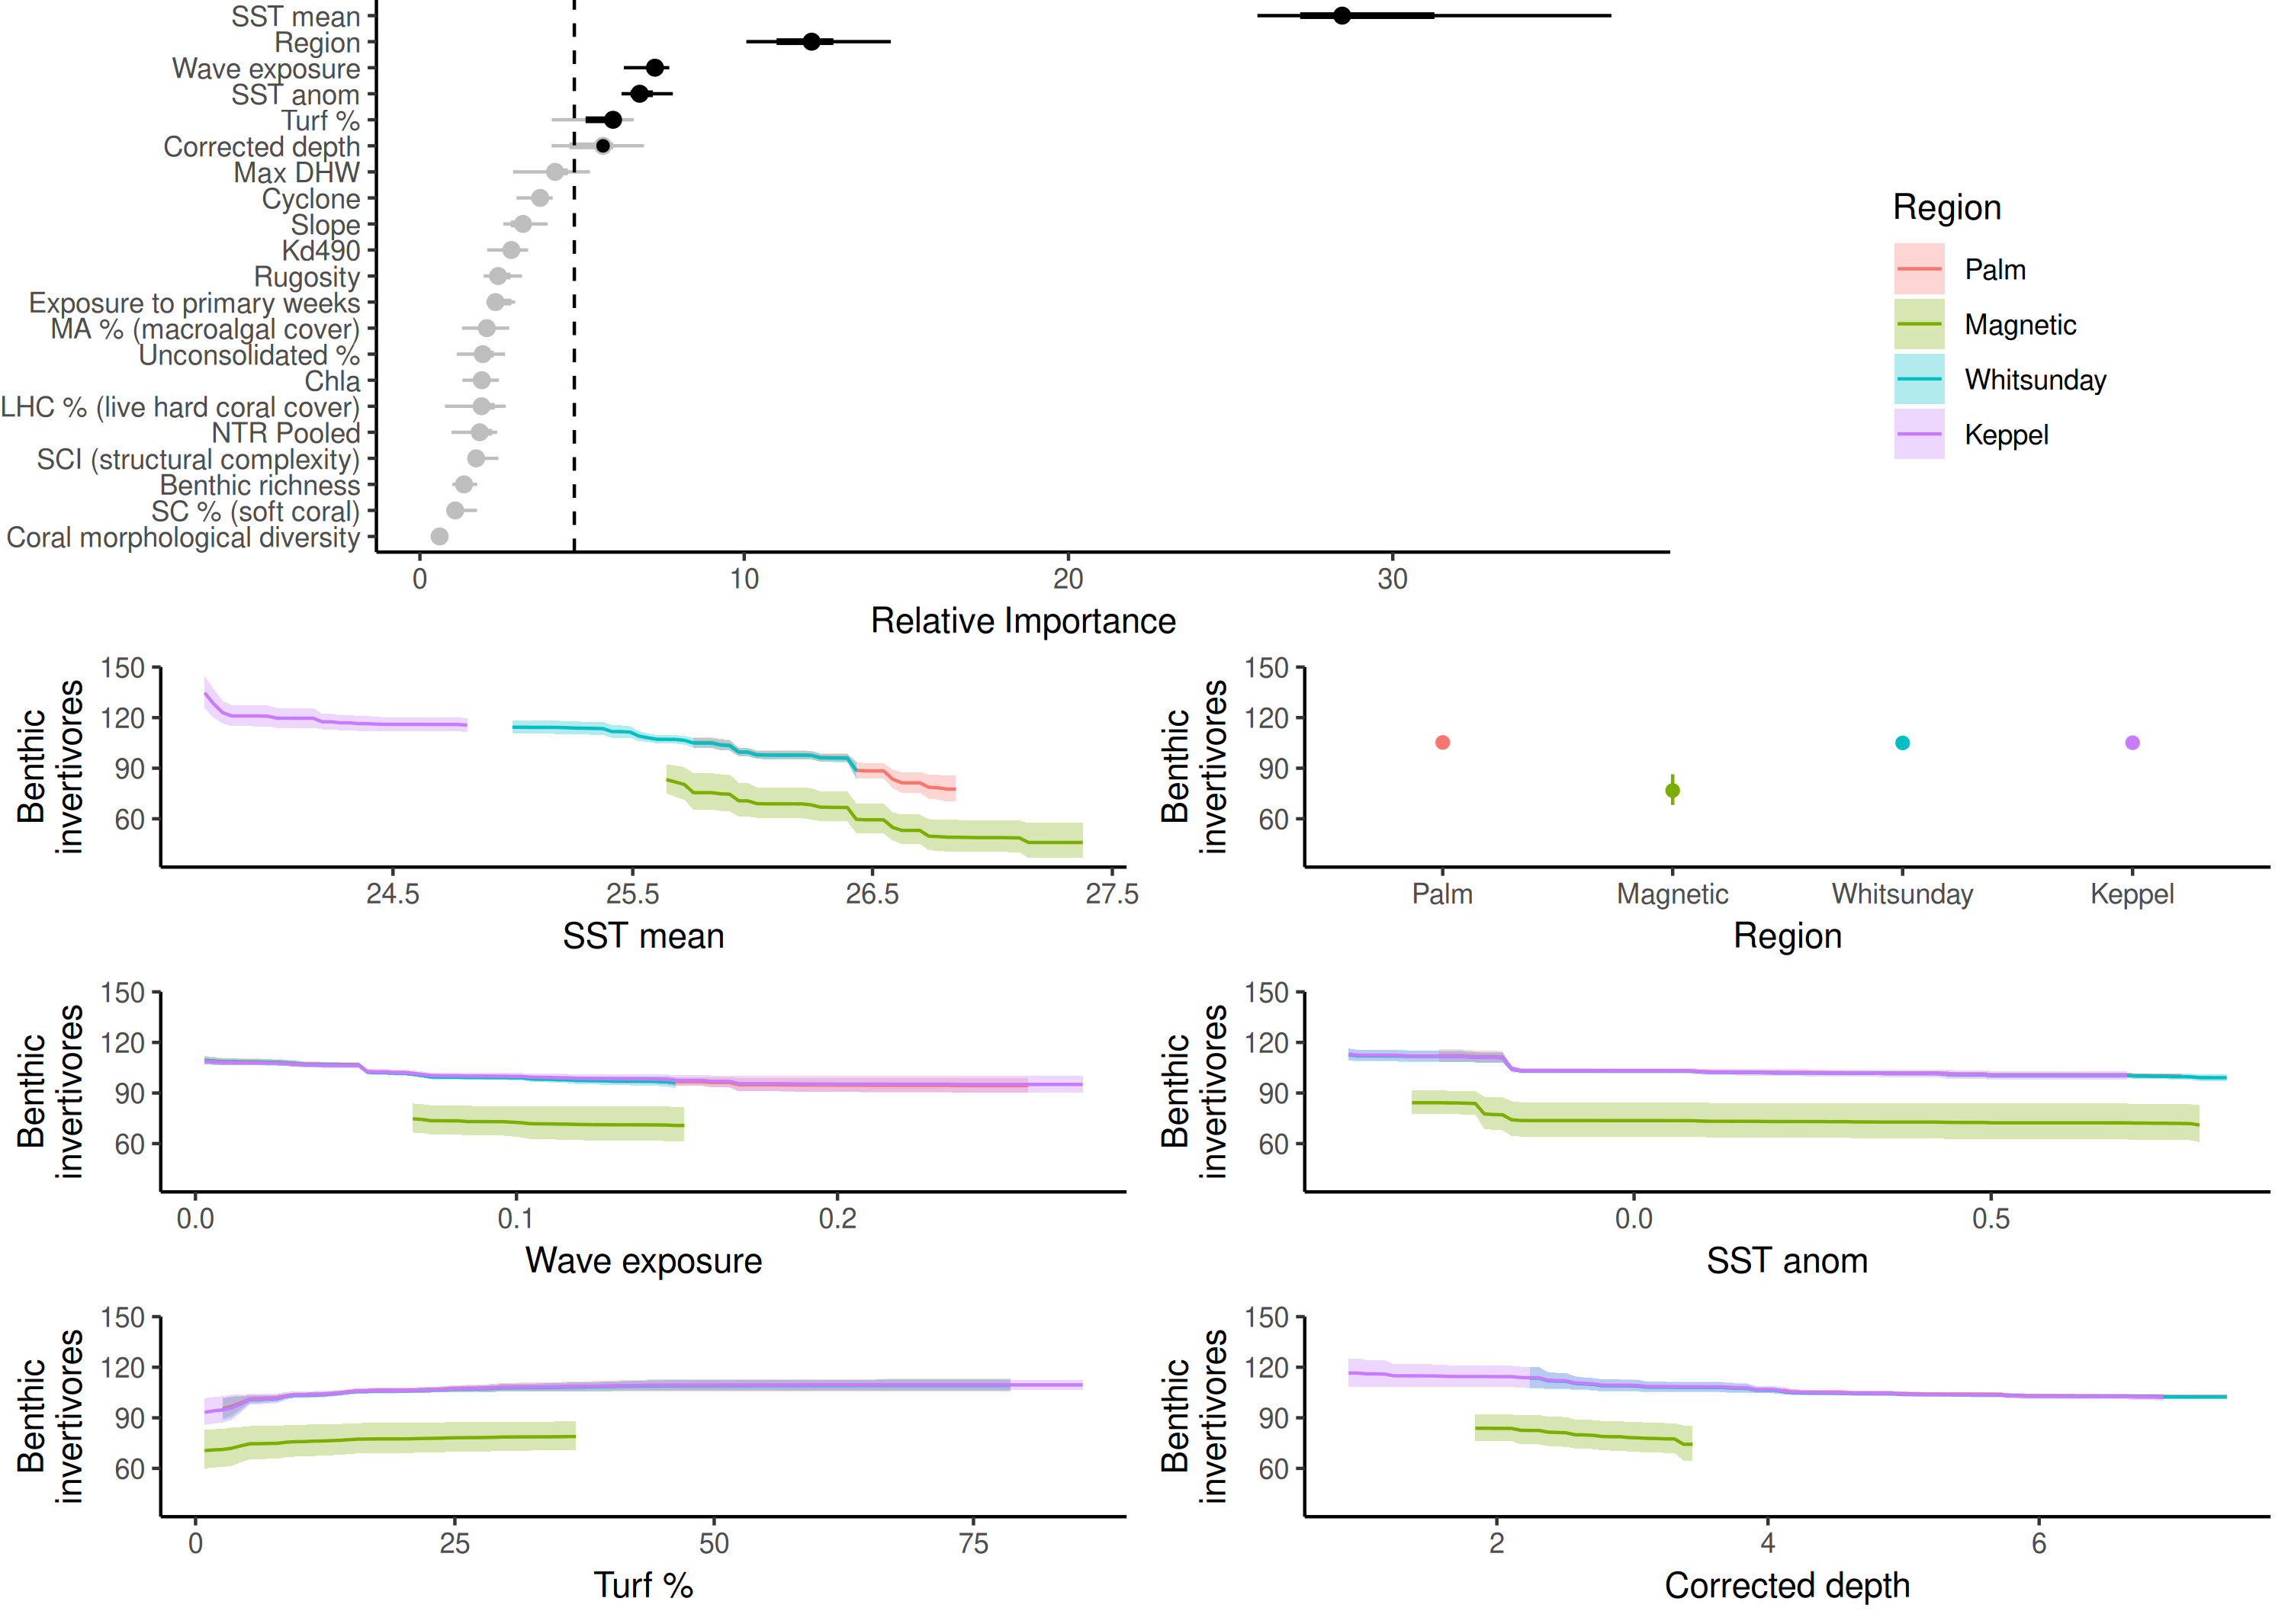 SST mean
Region
Wave exposure
SST anom
Turf %
Corrected depth
Max DHW
Cyclone
Slope
Kd490
Rugosity
Exposure to primary weeks
MA % (macroalgal cover)
Unconsolidated %
Chla
LHC % (live hard coral cover)
NTR Pooled
SCI (structural complexity)
Benthic richness
SC % (soft coral)
Coral morphological diversity
0 10 20 30
Relative Importance
Region
Palm
Magnetic
Whitsunday
Keppel
150
120
90
60
Benthic
invertivores
24.5 25.5 26.5 27.5
SST mean
150
120
90
60
Benthic
invertivores
Palm Magnetic Whitsunday Keppel
Region
150
120
90
60
Benthic
invertivores
0.0 0.1 0.2
Wave exposure
150
120
90
60
Benthic
invertivores
0.0 0.5
SST anom
150
120
90
60
Benthic
invertivores
0 25 50 75
Turf %
150
120
90
60
Benthic
invertivores
2 4 6
Corrected depth